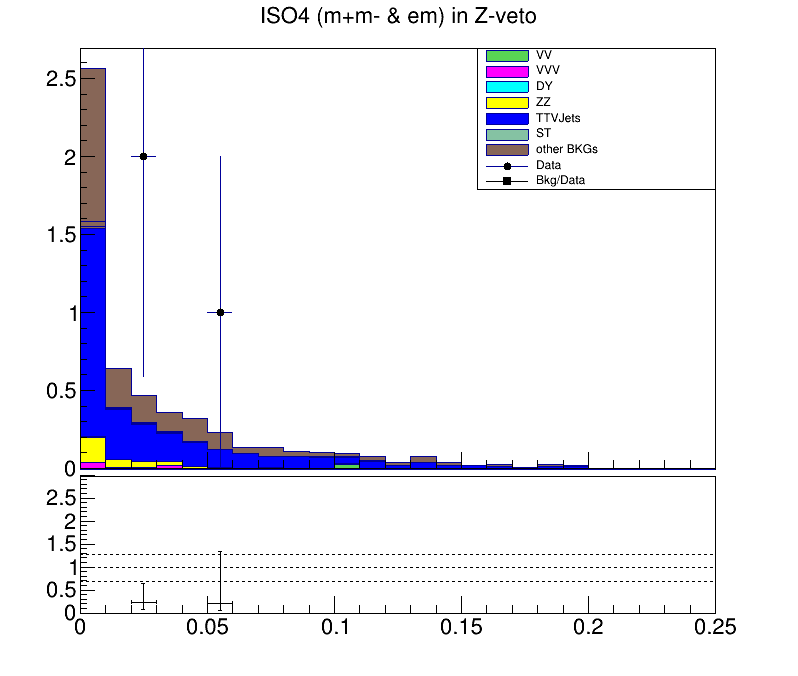 ISO4 (m+m- & em) in Z-veto
VV
VVV
DY
ZZ
TTVJets
ST
other BKGs
Data
Bkg/Data
2.5
2
1.5
1
0.5
0
2.5
2
1.5
1
0.5
0
0 0.05 0.1 0.15 0.2 0.25